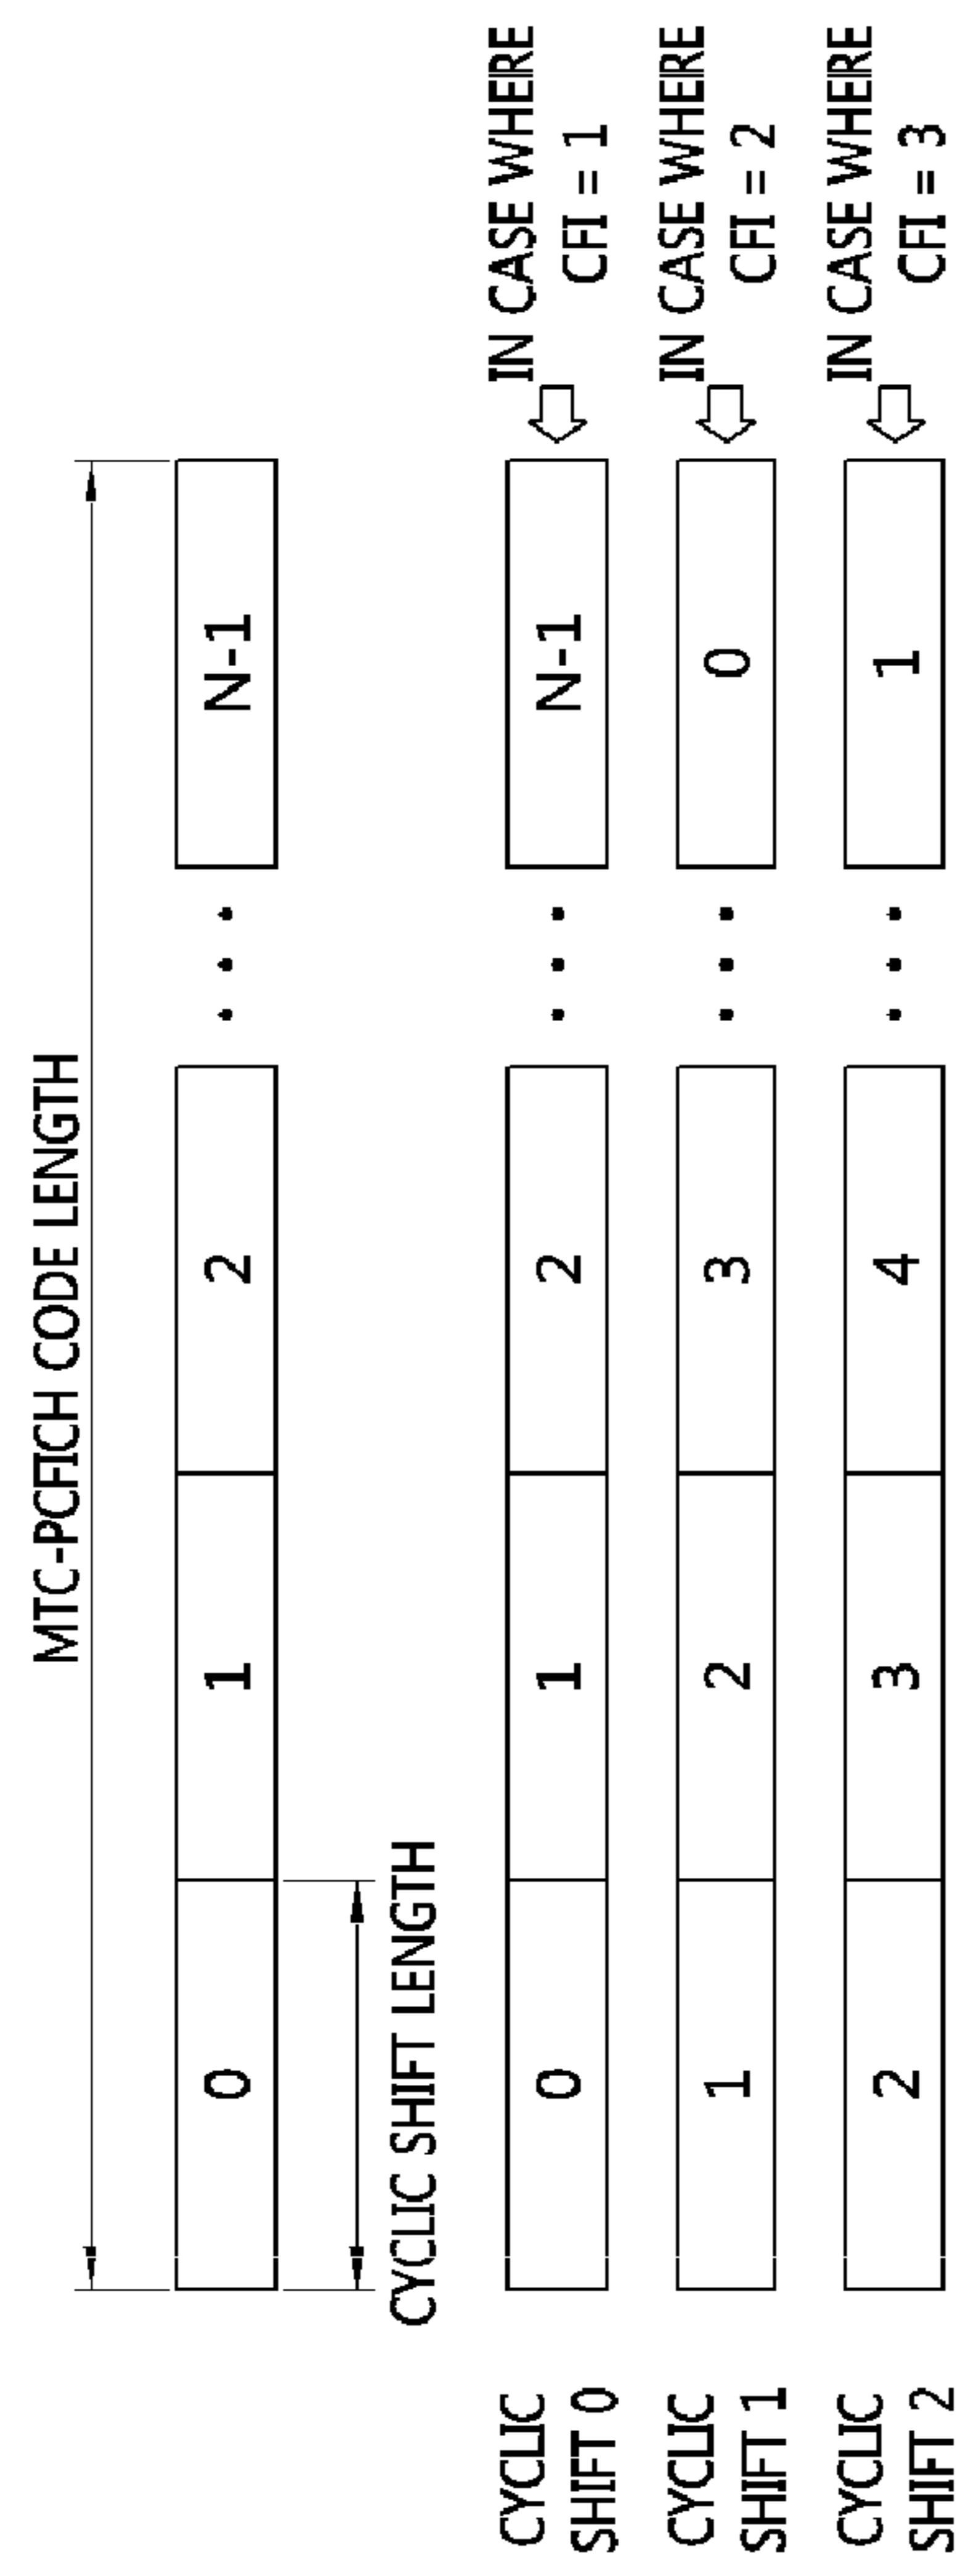 MTC-PCFICH CODE LENGTH
0 1 2 • • • N-1
CYCLIC SHIFT LENGTH
CYCLIC
SHIFT 0
0 1 2 • • • N-1
IN CASE WHERE
CFI = 1
CYCLIC
SHIFT 1
1 2 3 • • • 0
IN CASE WHERE
CFI = 2
CYCLIC
SHIFT 2
2 3 4 • • • 1
IN CASE WHERE
CFI = 3